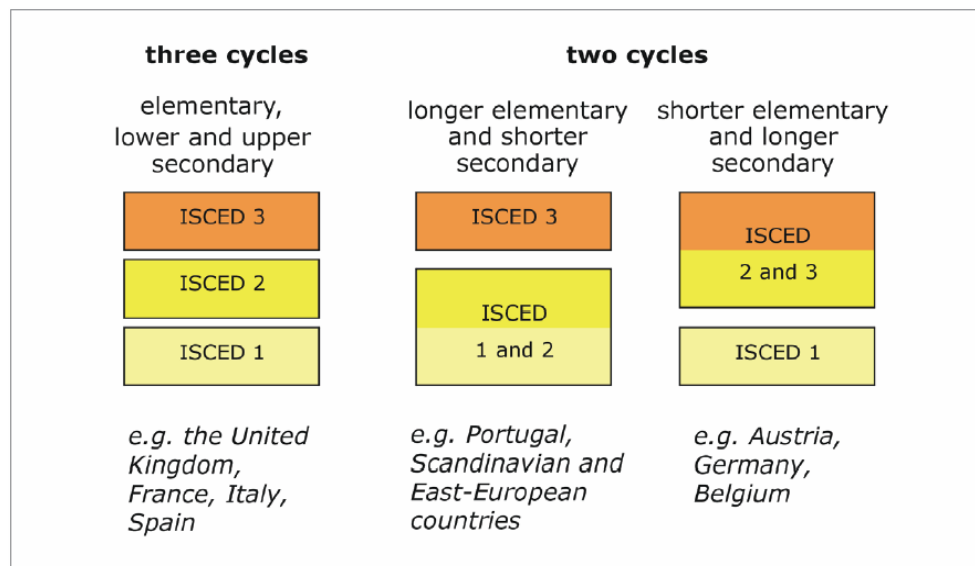 three cycles
two cycles
elementary,
lower and upper
secondary
longer elementary
and shorter
secondary
shorter elementary
and longer
secondary
ISCED 3
ISCED 2
ISCED 1
ISCED 3
ISCED
1 and 2
ISCED
2 and 3
ISCED 1
e.g. the United
Kingdom,
France, Italy,
Spain
e.g. Portugal,
Scandinavian and
East-European
countries
e.g. Austria,
Germany,
Belgium